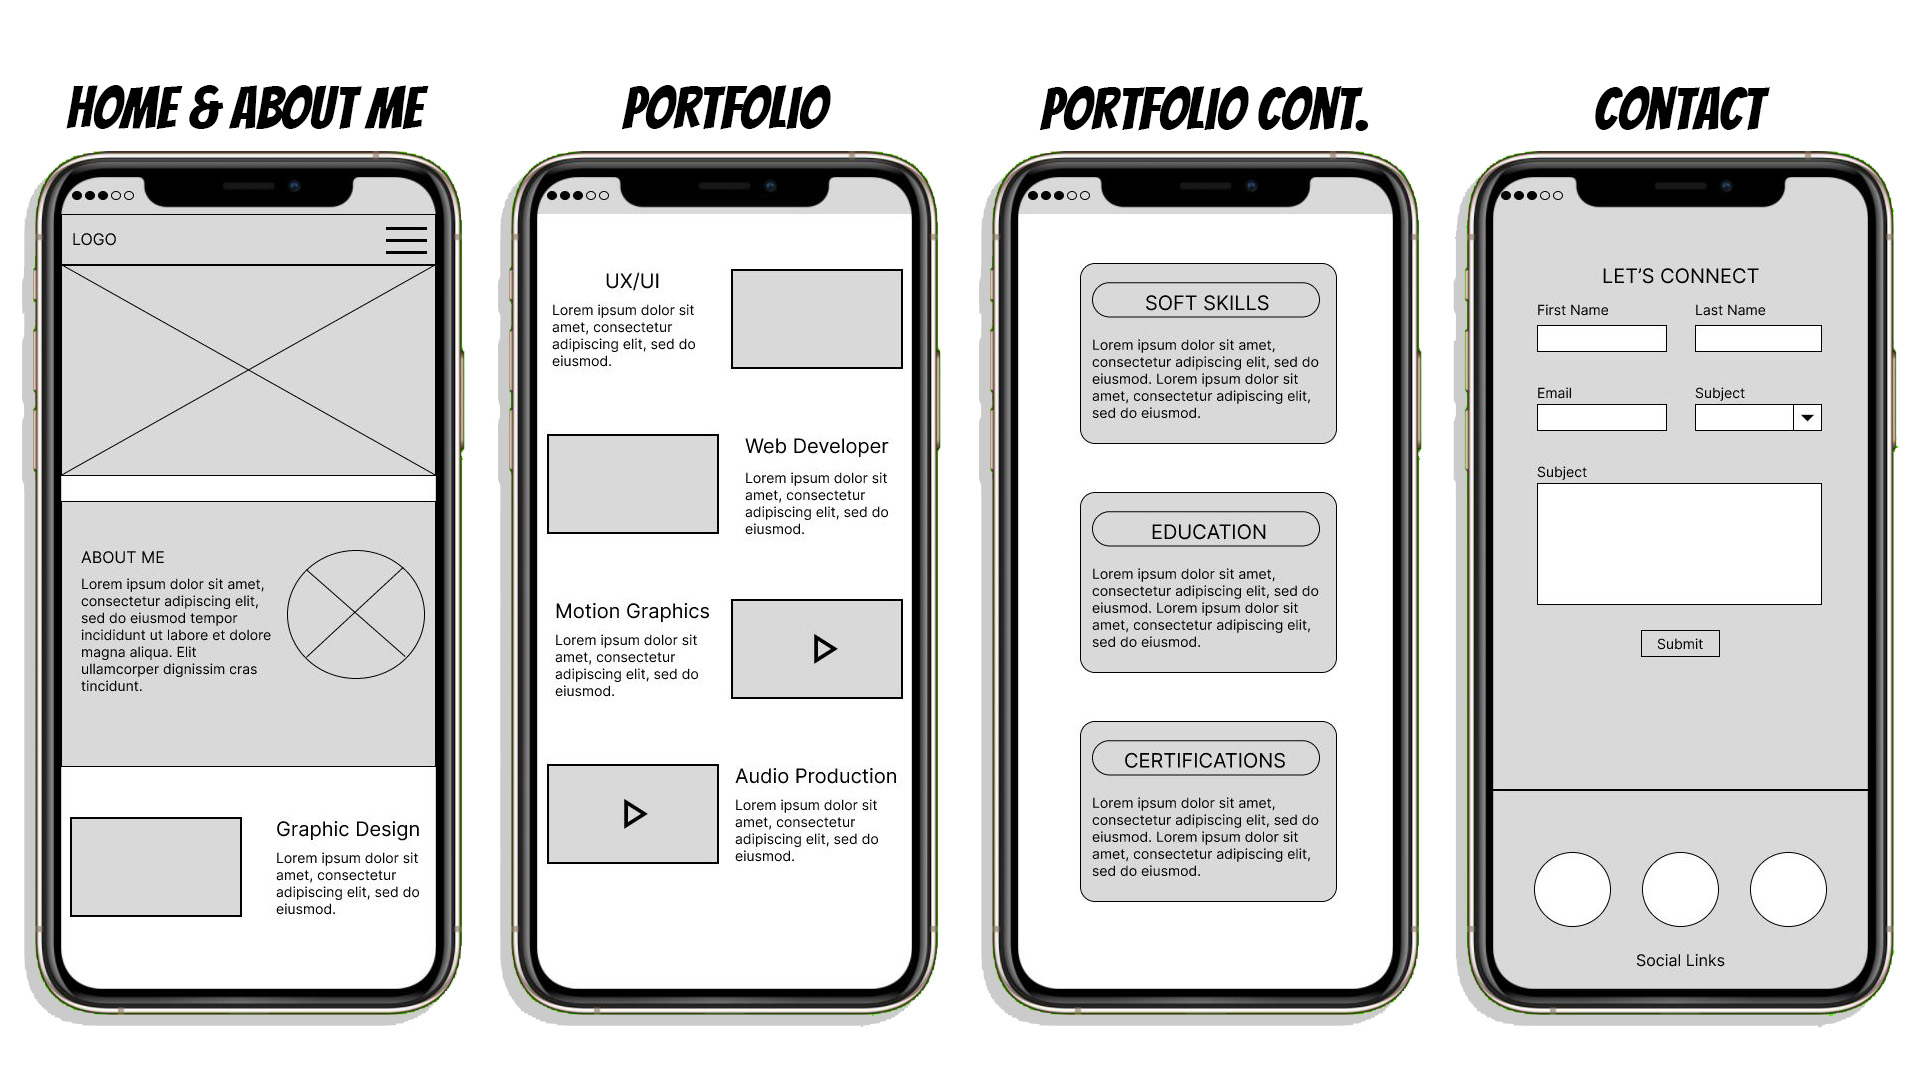 HOME & ABOUT ME
LOGO
ABOUT ME
Lorem ipsum dolor sit amet,
consectetur adipiscing elit,
sed do eiusmod tempor
incididunt ut labore et dolore
magna aliqua. Elit
ullamcorper dignissim cras
tincidunt.
Graphic Design
Lorem ipsum dolor sit
amet, consectetur
adipiscing elit, sed do
eiusmod.
PORTFOLIO
UX/UI
Lorem ipsum dolor sit
amet, consectetur
adipiscing elit, sed do
eiusmod.
Web Developer
Lorem ipsum dolor sit
amet, consectetur
adipiscing elit, sed do
eiusmod.
Motion Graphics
Lorem ipsum dolor sit
amet, consectetur
adipiscing elit, sed do
eiusmod.
Audio Production
Lorem ipsum dolor sit
amet, consectetur
adipiscing elit, sed do
eiusmod.
PORTFOLIO CONT.
SOFT SKILLS
Lorem ipsum dolor sit amet,
consectetur adipiscing elit, sed do
eiusmod. Lorem ipsum dolor sit
amet, consectetur adipiscing elit,
sed do eiusmod.
EDUCATION
Lorem ipsum dolor sit amet,
consectetur adipiscing elit, sed do
eiusmod. Lorem ipsum dolor sit
amet, consectetur adipiscing elit,
sed do eiusmod.
CERTIFICATIONS
Lorem ipsum dolor sit amet,
consectetur adipiscing elit, sed do
eiusmod. Lorem ipsum dolor sit
amet, consectetur adipiscing elit,
sed do eiusmod.
CONTACT
LET'S CONNECT
First Name Last Name
Email Subject
Subject
Submit
Social Links